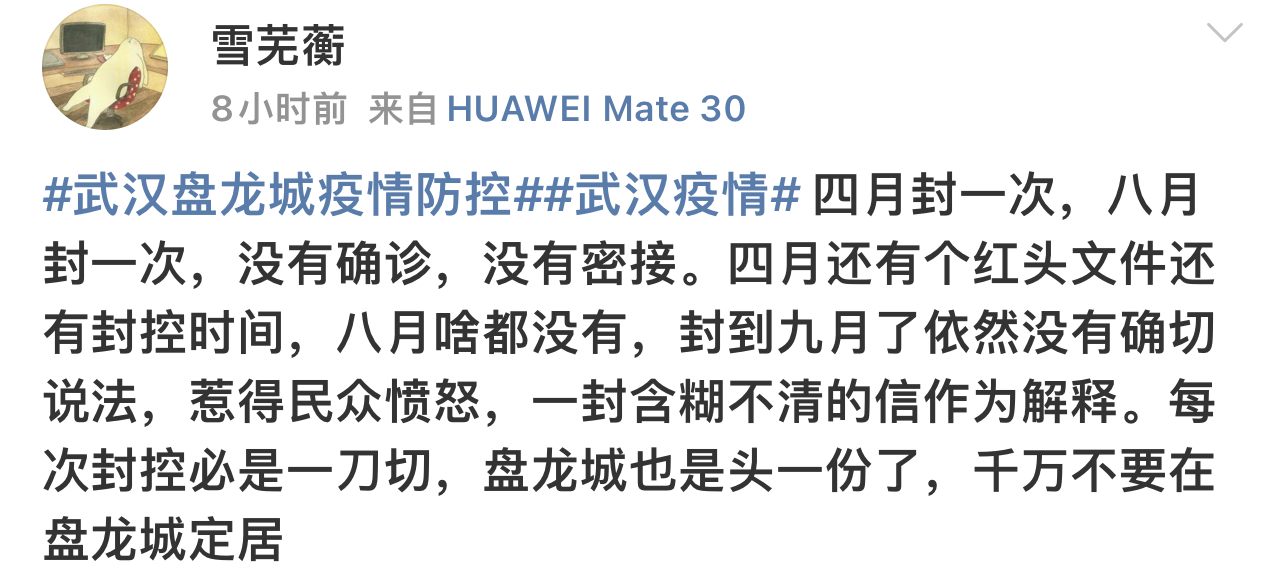 雪芜蘅
8小时前 来自 HUAWEI Mate 30
#武汉盘龙城疫情防控##武汉疫情# 四月封一次，八月
封一次，没有确诊，没有密接。四月还有个红头文件还
有封控时间，八月啥都没有，封到九月了依然没有确切
说法，惹得民众愤怒，一封含糊不清的信作为解释。每
次封控必是一刀切，盘龙城也是头一份了，千万不要在
盘龙城定居